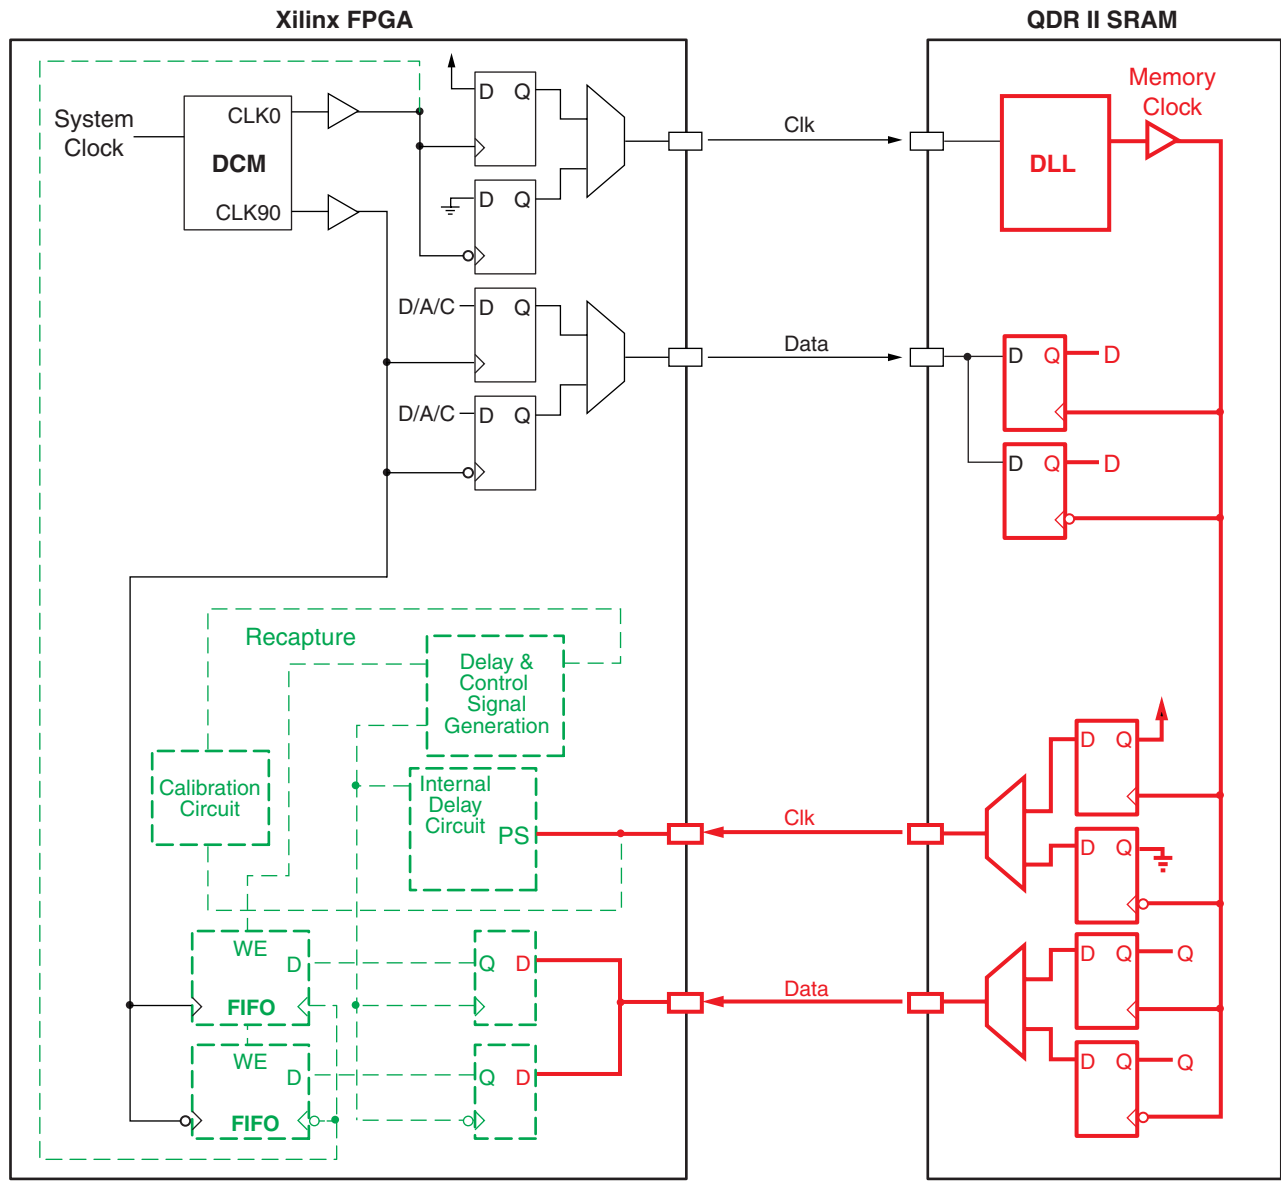 Xilinx FPGA
QDR II SRAM
System
Clock
CLK0
DCM
CLK90
D Q
D Q
Clk
DLL
Memory
Clock
D/A/C D Q
D/A/C D Q
Data
D Q D
D Q D
Recapture
Delay &
Control
Signal
Generation
Calibration
Circuit
Internal
Delay
Circuit
PS
Clk
D Q
D Q
WE
D
FIFO
Q D
WE
D
FIFO
Q D
Data
D Q Q
D Q Q